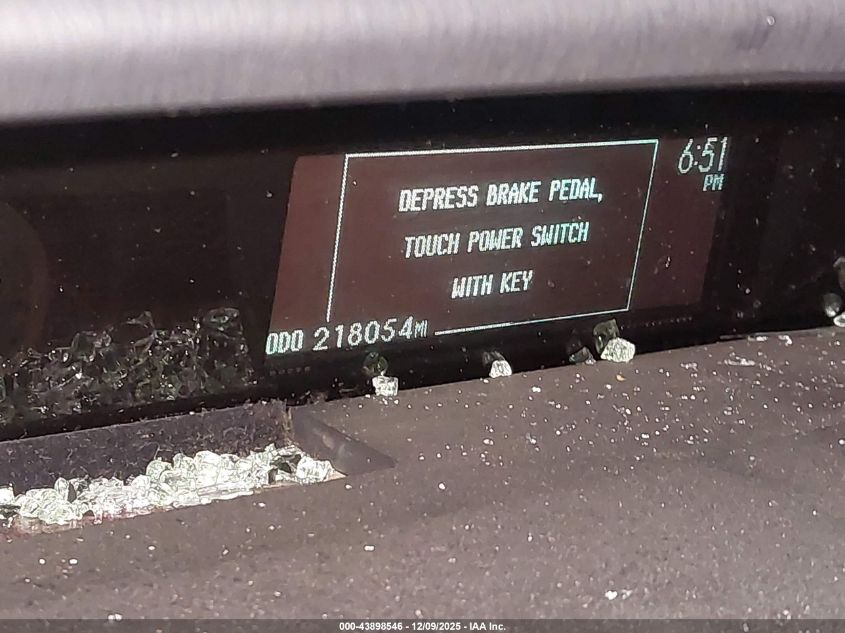 6:51
PM
DEPRESS BRAKE PEDAL,
TOUCH POWER SWITCH
WITH KEY
ODO 218054MI
000-43898546 - 12/09/2025 - IAA Inc.